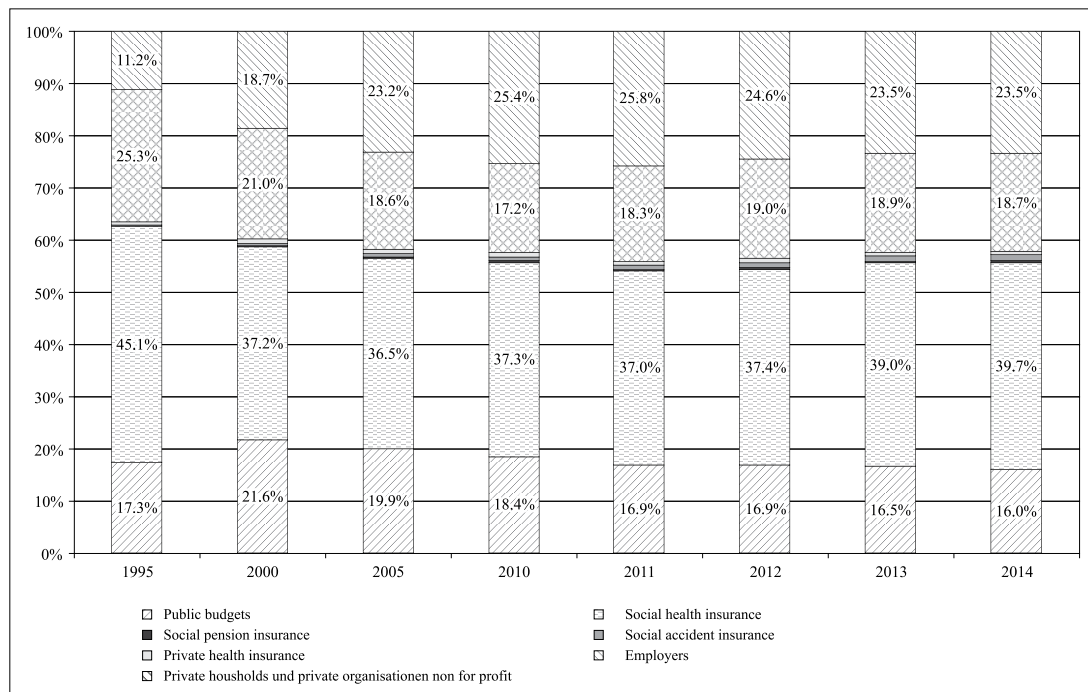 100%
90%
80%
70%
60%
50%
40%
30%
20%
10%
0%
11.2% 18.7% 23.2% 25.4% 25.8% 24.6% 23.5% 23.5%
25.3% 21.0% 18.6% 17.2% 18.3% 19.0% 18.9% 18.7%
45.1% 37.2% 36.5% 37.3% 37.0% 37.4% 39.0% 39.7%
17.3% 21.6% 19.9% 18.4% 16.9% 16.9% 16.5% 16.0%
1995 2000 2005 2010 2011 2012 2013 2014
Public budgets Social health insurance
Social pension insurance Social accident insurance
Private health insurance Employers
Private housholds und private organisationen non for profit